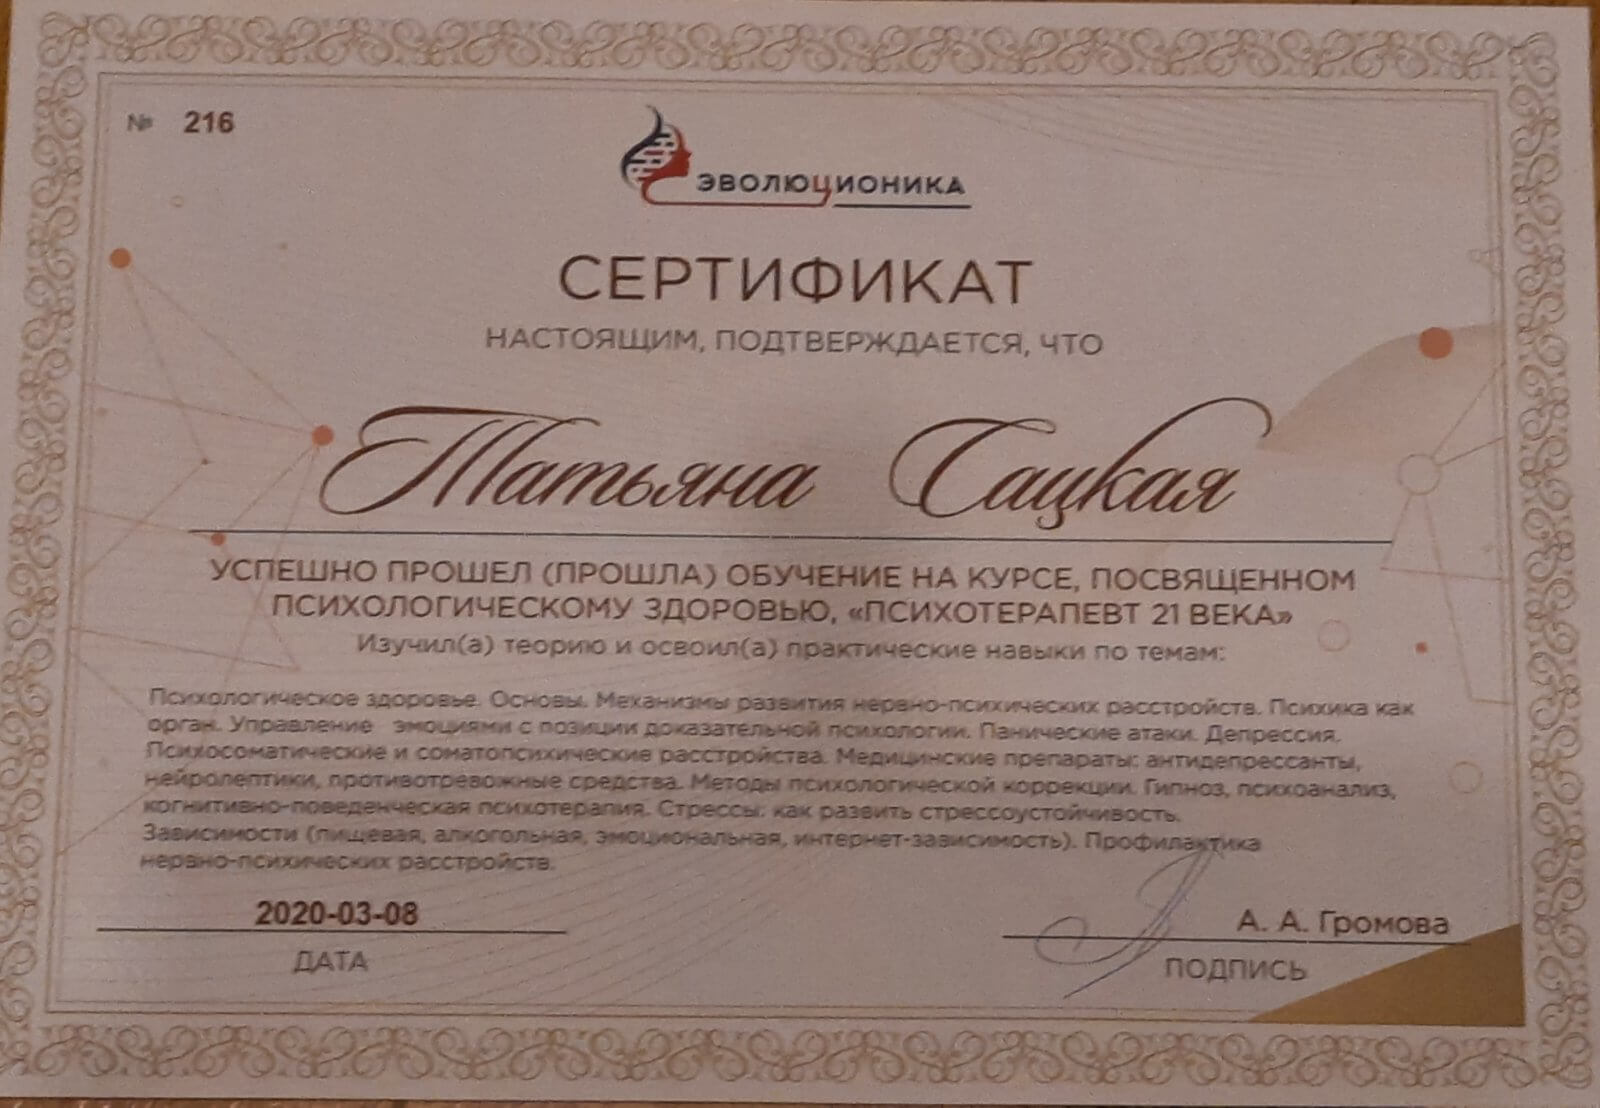 № 216
ЭВОЛЮЦИОНИКА
СЕРТИФИКАТ
НАСТОЯЩИМ, ПОДТВЕРЖДАЕТСЯ, ЧТО
Татьяна Сацкая
УСПЕШНО ПРОШЕЛ (ПРОШЛА) ОБУЧЕНИЕ НА КУРСЕ, ПОСВЯЩЕННОМ
ПСИХОЛОГИЧЕСКОМУ ЗДОРОВЬЮ, «ПСИХОТЕРАПЕВТ 21 ВЕКА»
Изучил(а) теорию и освоил(а) практические навыки по темам:
Психологическое здоровье. Основы. Механизмы развития нервно-психических расстройств. Психика как
орган. Управление эмоциями с позиции доказательной психологии. Панические атаки. Депрессия.
Психосоматические и соматопсихические расстройства. Медицинские препараты: антидепрессанты,
нейролептики, противотревожные средства. Методы психологической коррекции. Гипноз, психоанализ,
когнитивно-поведенческая психотерапия. Стрессы: как развить стрессоустойчивость.
Зависимости (пищевая, алкогольная, эмоциональная, интернет-зависимость). Профилактика
нервно-психических расстройств.
2020-03-08
ДАТА
А. А. Громова
ПОДПИСЬ